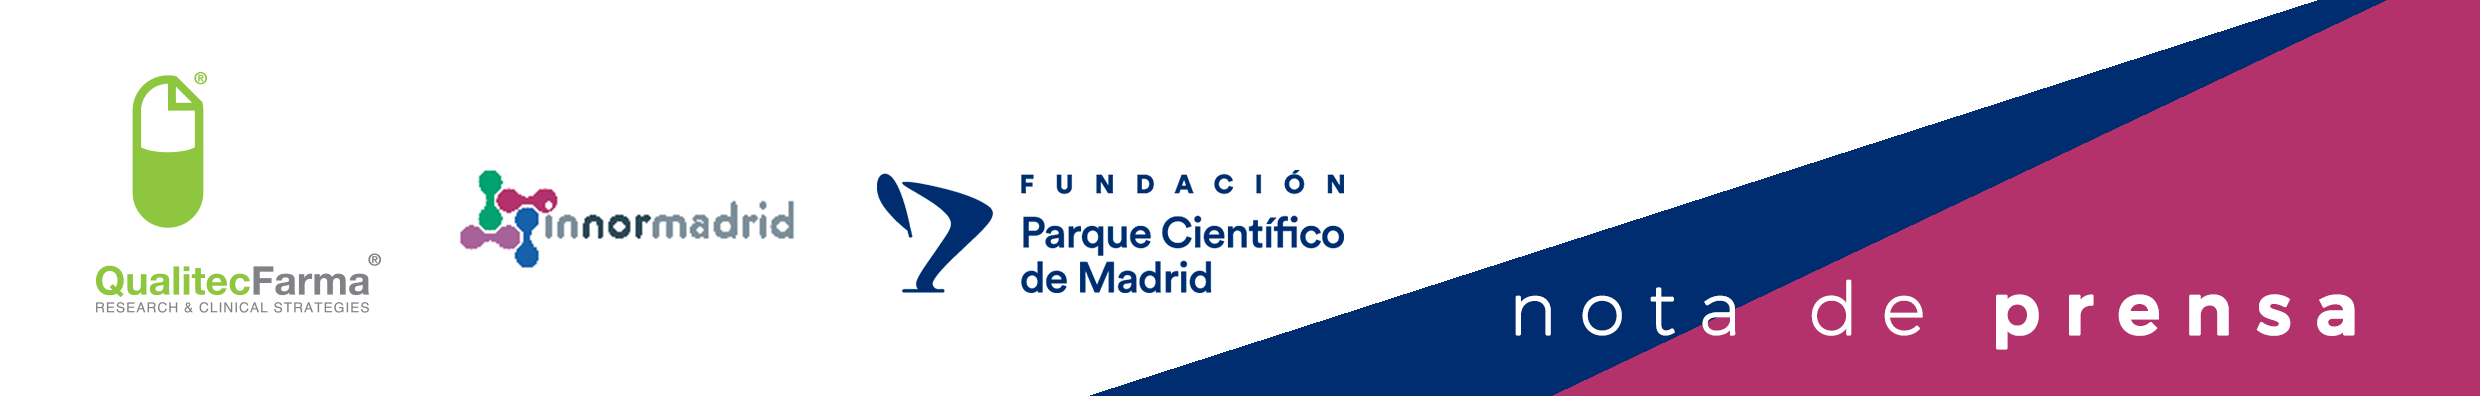 ®
QualitecFarma®
RESEARCH & CLINICAL STRATEGIES
innormadrid
FUNDACIÓN
Parque Científico
de Madrid
nota de prensa